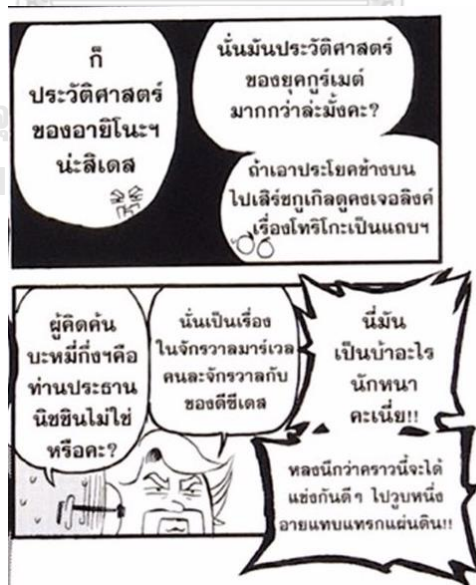 นั่นมันประวัติศาสตร์
ของยุคกูร์เมต์
มากกว่าล่ะมั้งคะ?
ถ้าเอาประโยคข้างบน
ไปเสิร์ชกูเกิลดูคงเจอลิงค์
เรื่องโทริโกะเป็นแถบฯ
ก็
ประวัติศาสตร์
ของอายิโนะฯ
น่ะสิเดส
นี่มัน
เป็นบ้าอะไร
นักหนา
คะเนี่ย!!
หลงนึกว่าคราวนี้จะได้
แข่งกันดีๆ ไปวูบหนึ่ง
อายแทบแทรกแผ่นดิน!!
นั่นเป็นเรื่อง
ในจักรวาลมาร์เวล
คนละจักรวาลกับ
ของดีซีเดส
ผู้คิดค้น
บะหมี่กึ่งฯคือ
ท่านประธาน
นิชชินไม่ใช่
หรือคะ?